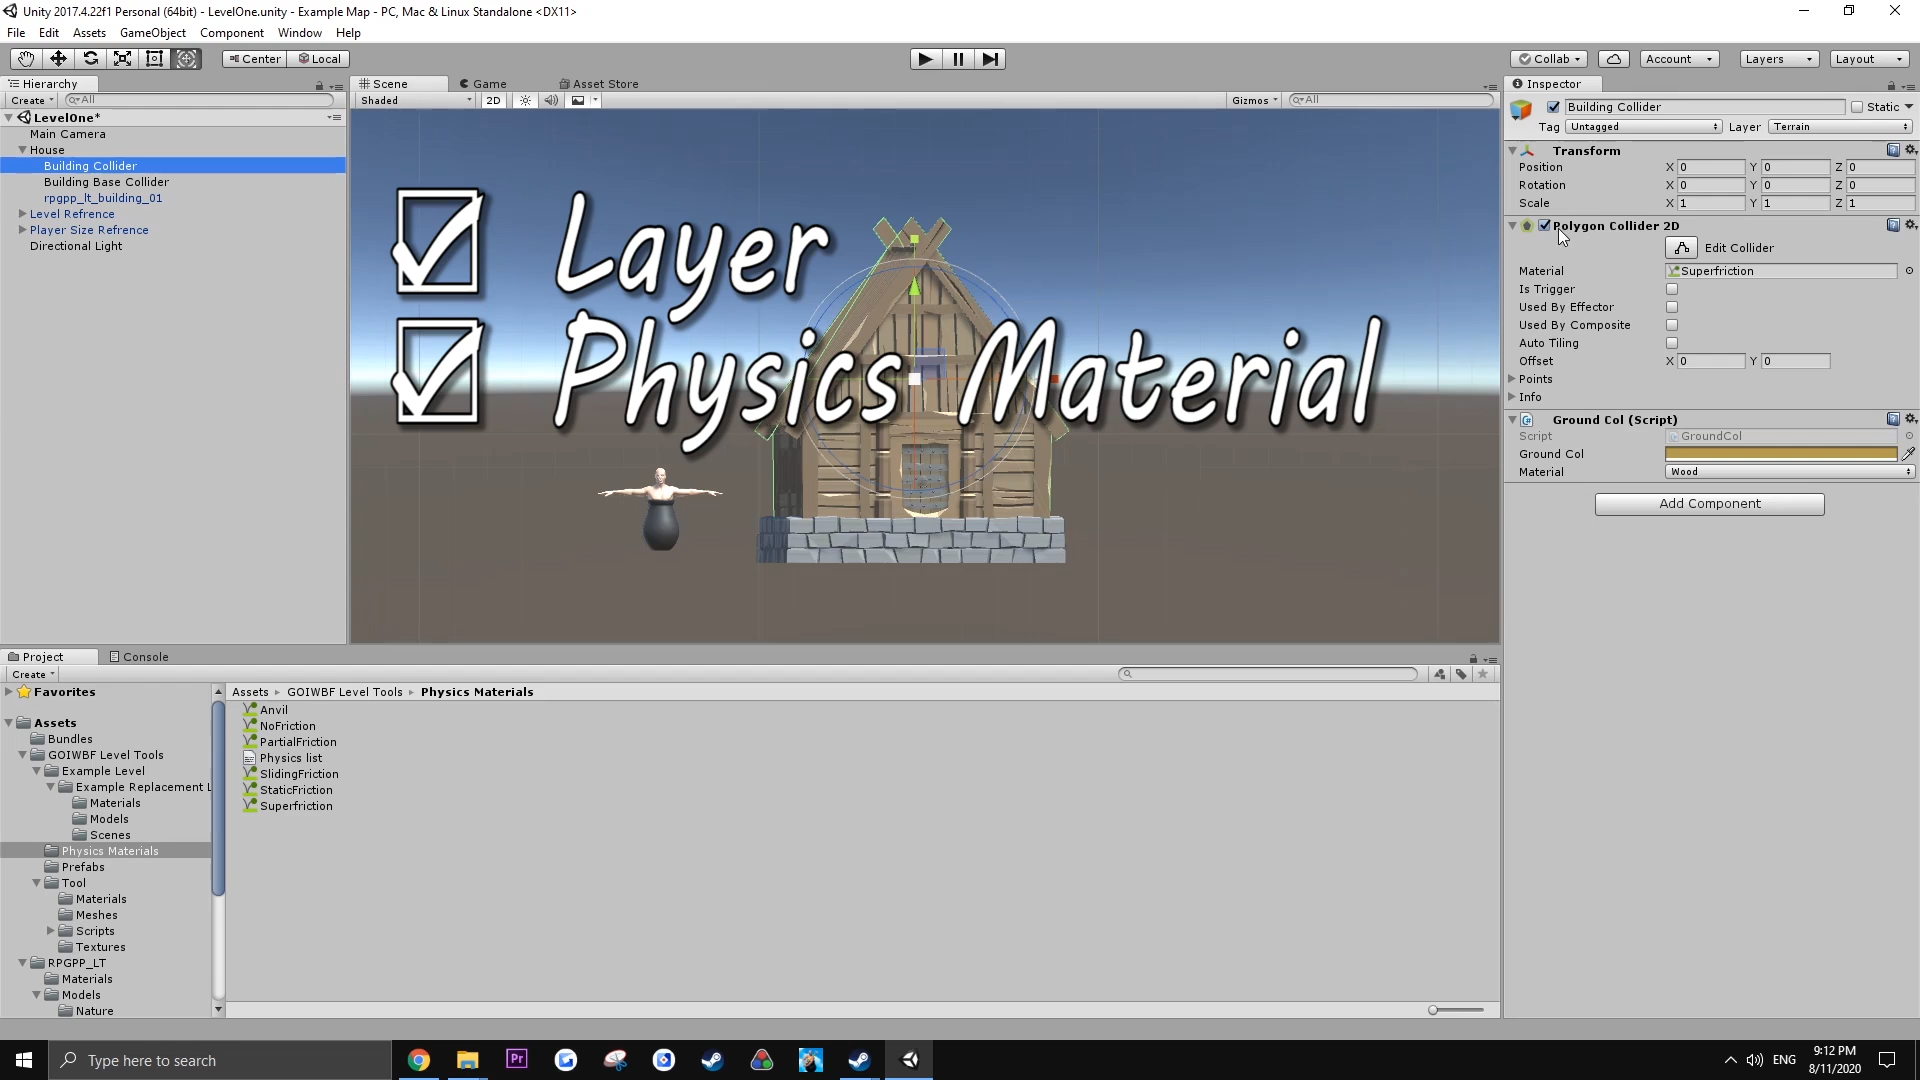 Unity 2017.4.22f1 Personal (64bit) - LevelOne.unity - Example Map - PC, Mac & Linux Standalone <DX11>
File Edit Assets GameObject Component Window Help
Center Local Collab Account Layers Layout
Hierarchy
Create All
LevelOne*
Main Camera
House
Building Collider
Building Base Collider
rpgpp_lt_building_01
Level Refrence
Player Size Refrence
Directional Light
Scene Game Asset Store
Shaded 2D Gizmos All
Layer
Physics Material
Inspector
Building Collider Static
Tag Untagged Layer Terrain
Transform
Position X 0 Y 0 Z 0
Rotation X 0 Y 0 Z 0
Scale X 1 Y 1 Z 1
Polygon Collider 2D
Edit Collider
Material Superfriction
Is Trigger
Used By Effector
Used By Composite
Auto Tiling
Offset X 0 Y 0
Points
Info
Ground Col (Script)
Script GroundCol
Ground Col
Material Wood
Add Component
Project Console
Create
Favorites
Assets
Bundles
GOIWBF Level Tools
Example Level
Example Replacement L
Materials
Models
Scenes
Physics Materials
Prefabs
Tool
Materials
Meshes
Scripts
Textures
RPGPP_LT
Materials
Models
Nature
Assets GOIWBF Level Tools Physics Materials
Anvil
NoFriction
PartialFriction
Physics list
SlidingFriction
StaticFriction
Superfriction
Type here to search
Pr
ENG
9:12 PM
8/11/2020